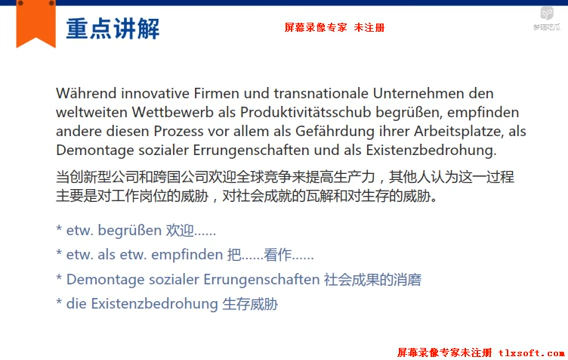 重点讲解
屏幕录像专家 未注册
Während innovative Firmen und transnationale Unternehmen den
weltweiten Wettbewerb als Produktivitätsschub begrüßen, empfinden
andere diesen Prozess vor allem als Gefährdung ihrer Arbeitsplatze, als
Demontage sozialer Errungenschaften und als Existenzbedrohung.
当创新型公司和跨国公司欢迎全球竞争来提高生产力，其他人认为这一过程
主要是对工作岗位的威胁，对社会成就的瓦解和对生存的威胁。
* etw. begrüßen 欢迎......
* etw. als etw. empfinden 把......看作......
* Demontage sozialer Errungenschaften 社会成果的消磨
* die Existenzbedrohung 生存威胁
屏幕录像专家未注册 tlxsoft.com